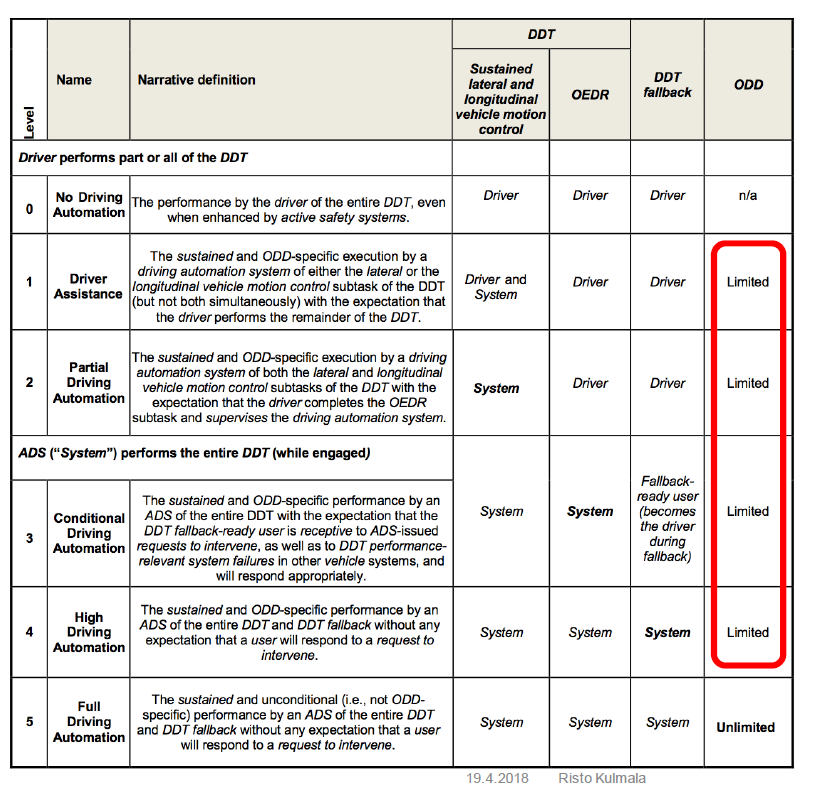 DDT
Level
Name
Narrative definition
Sustained
lateral and
longitudinal
vehicle motion
control
OEDR
DDT
fallback
ODD
Driver performs part or all of the DDT
0
No Driving
Automation
The performance by the driver of the entire DDT, even
when enhanced by active safety systems.
Driver
Driver
Driver
n/a
1
Driver
Assistance
The sustained and ODD-specific execution by a
driving automation system of either the lateral or the
longitudinal vehicle motion control subtask of the DDT
(but not both simultaneously) with the expectation that
the driver performs the remainder of the DDT.
Driver and
System
Driver
Driver
Limited
2
Partial
Driving
Automation
The sustained and ODD-specific execution by a driving
automation system of both the lateral and longitudinal
vehicle motion control subtasks of the DDT with the
expectation that the driver completes the OEDR
subtask and supervises the driving automation system.
System
Driver
Driver
Limited
ADS (“System”) performs the entire DDT (while engaged)
3
Conditional
Driving
Automation
The sustained and ODD-specific performance by an
ADS of the entire DDT with the expectation that the
DDT fallback-ready user is receptive to ADS-issued
requests to intervene, as well as to DDT performance-
relevant system failures in other vehicle systems, and
will respond appropriately.
System
System
Fallback-
ready user
(becomes
the driver
during
fallback)
Limited
4
High
Driving
Automation
The sustained and ODD-specific performance by an
ADS of the entire DDT and DDT fallback without any
expectation that a user will respond to a request to
intervene.
System
System
System
Limited
5
Full
Driving
Automation
The sustained and unconditional (i.e., not ODD-
specific) performance by an ADS of the entire DDT
and DDT fallback without any expectation that a user
will respond to a request to intervene.
System
System
System
Unlimited
19.4.2018
Risto Kulmala